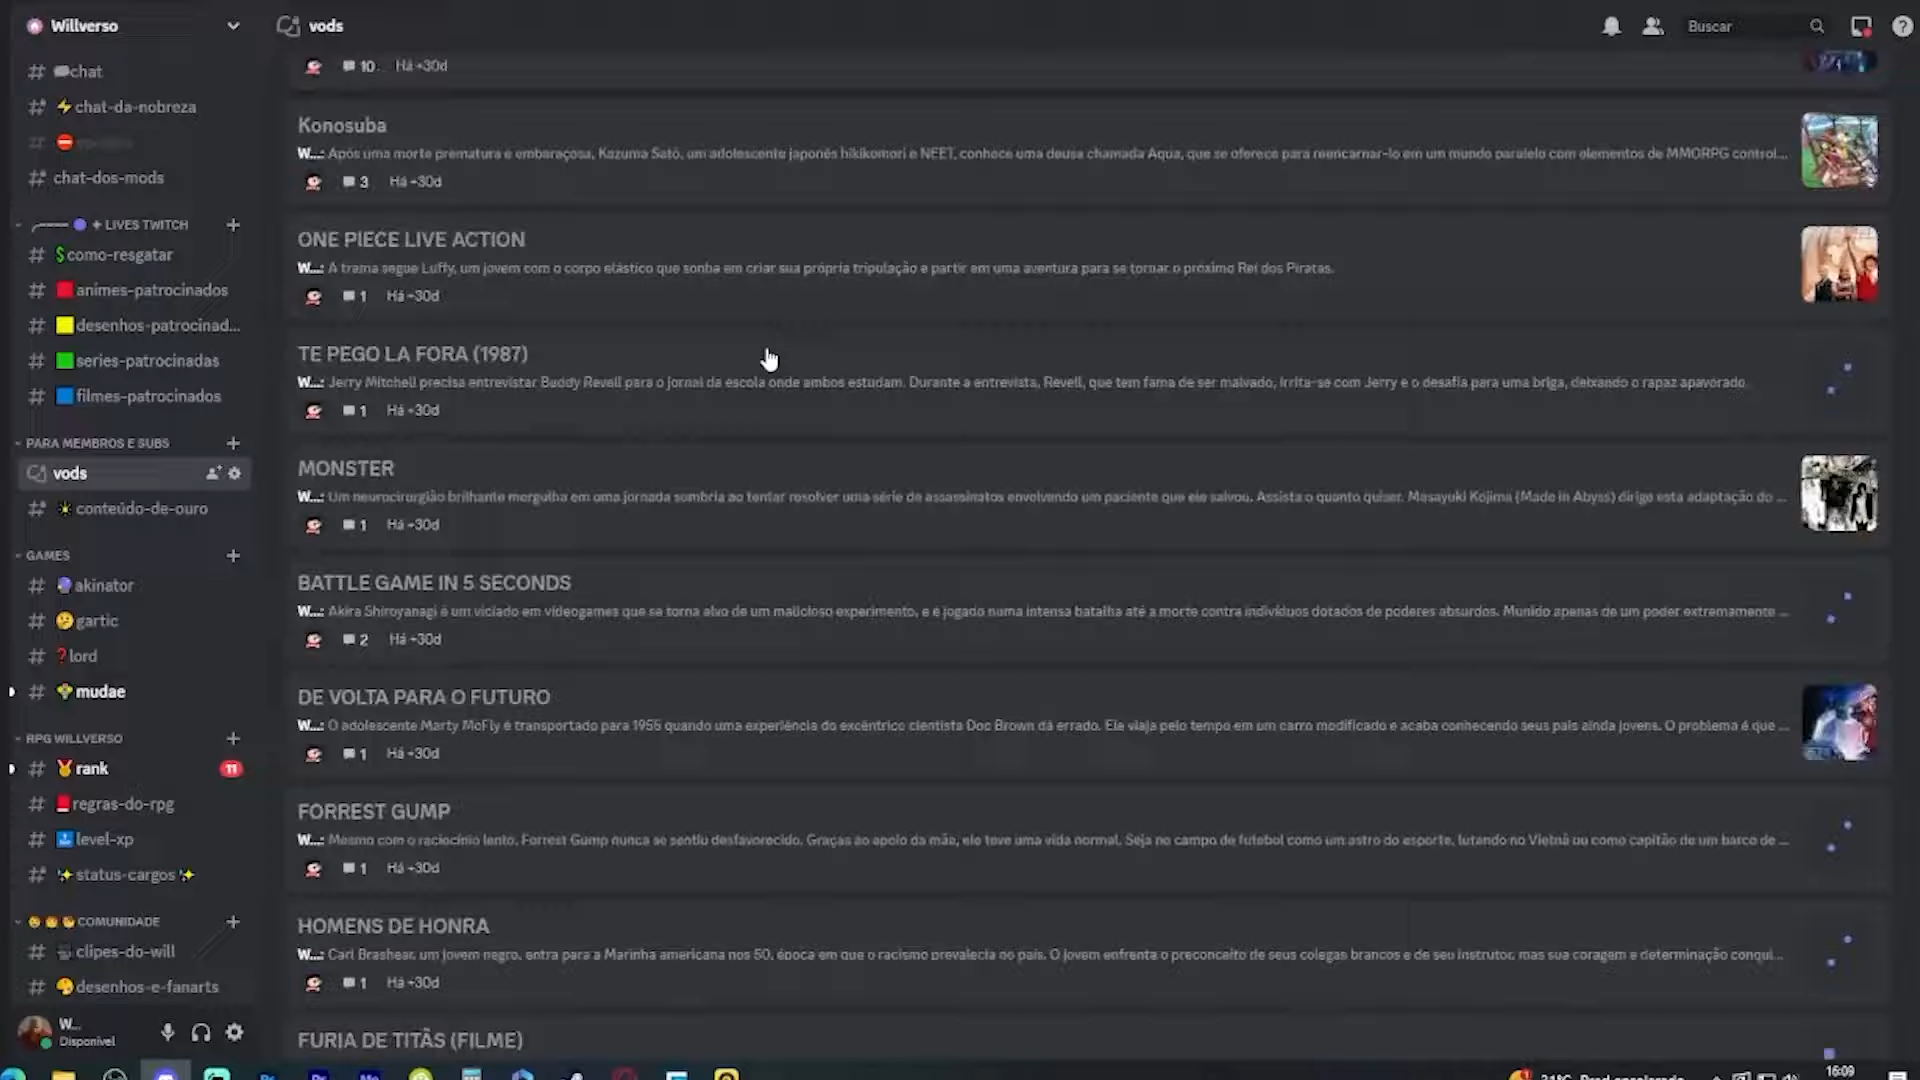 Willverso
chat
chat-da-nobreza
chat-dos-mods
+ LIVES TWITCH
$como-resgatar
animes-patrocinados
desenhos-patrocinad...
series-patrocinadas
filmes-patrocinados
PARA MEMBROS E SUBS
vods
conteúdo-de-ouro
GAMES
akinator
gartic
?lord
mudae
RPG WILLVERSO
rank
11
regras-do-rpg
level-xp
status-cargos
COMUNIDADE
clipes-do-will
desenhos-e-fanarts
W...
Disponível
vods
Buscar
10 Há +30d
Konosuba
W...: Após uma morte prematura e embaraçosa, Kazuma Satō, um adolescente japonês hikikomori e NEET, conhece uma deusa chamada Aqua, que se oferece para reencarnar-lo em um mundo paralelo com elementos de MMORPG control...
3 Há +30d
ONE PIECE LIVE ACTION
W...: A trama segue Luffy, um jovem com o corpo elástico que sonha em criar sua própria tripulação e partir em uma aventura para se tornar o próximo Rei dos Piratas.
1 Há +30d
TE PEGO LA FORA (1987)
W...: Jerry Mitchell precisa entrevistar Buddy Revell para o jornal da escola onde ambos estudam. Durante a entrevista, Revell, que tem fama de ser malvado, irrita-se com Jerry e o desafia para uma briga, deixando o rapaz apavorado.
1 Há +30d
MONSTER
W...: Um neurocirurgião brilhante mergulha em uma jornada sombria ao tentar resolver uma série de assassinatos envolvendo um paciente que ele salvou. Assista o quanto quiser. Masayuki Kojima (Made in Abyss) dirige esta adaptação do ...
1 Há +30d
BATTLE GAME IN 5 SECONDS
W...: Akira Shiroyanagi é um viciado em videogames que se torna alvo de um malicioso experimento, e é jogado numa intensa batalha até a morte contra indivíduos dotados de poderes absurdos. Munido apenas de um poder extremamente ...
2 Há +30d
DE VOLTA PARA O FUTURO
W...: O adolescente Marty McFly é transportado para 1955 quando uma experiência do excêntrico cientista Doc Brown dá errado. Ele viaja pelo tempo em um carro modificado e acaba conhecendo seus pais ainda jovens. O problema é que ...
1 Há +30d
FORREST GUMP
W...: Mesmo com o raciocínio lento, Forrest Gump nunca se sentiu desfavorecido. Graças ao apoio da mãe, ele teve uma vida normal. Seja no campo de futebol como um astro do esporte, lutando no Vietnã ou como capitão de um barco de ...
1 Há +30d
HOMENS DE HONRA
W...: Carl Brashear, um jovem negro, entra para a Marinha americana nos 50, época em que o racismo prevalecia no país. O jovem enfrenta o preconceito de seus colegas brancos e de seu instrutor, mas sua coragem e determinação conqui...
1 Há +30d
FURIA DE TITÃS (FILME)
16:09